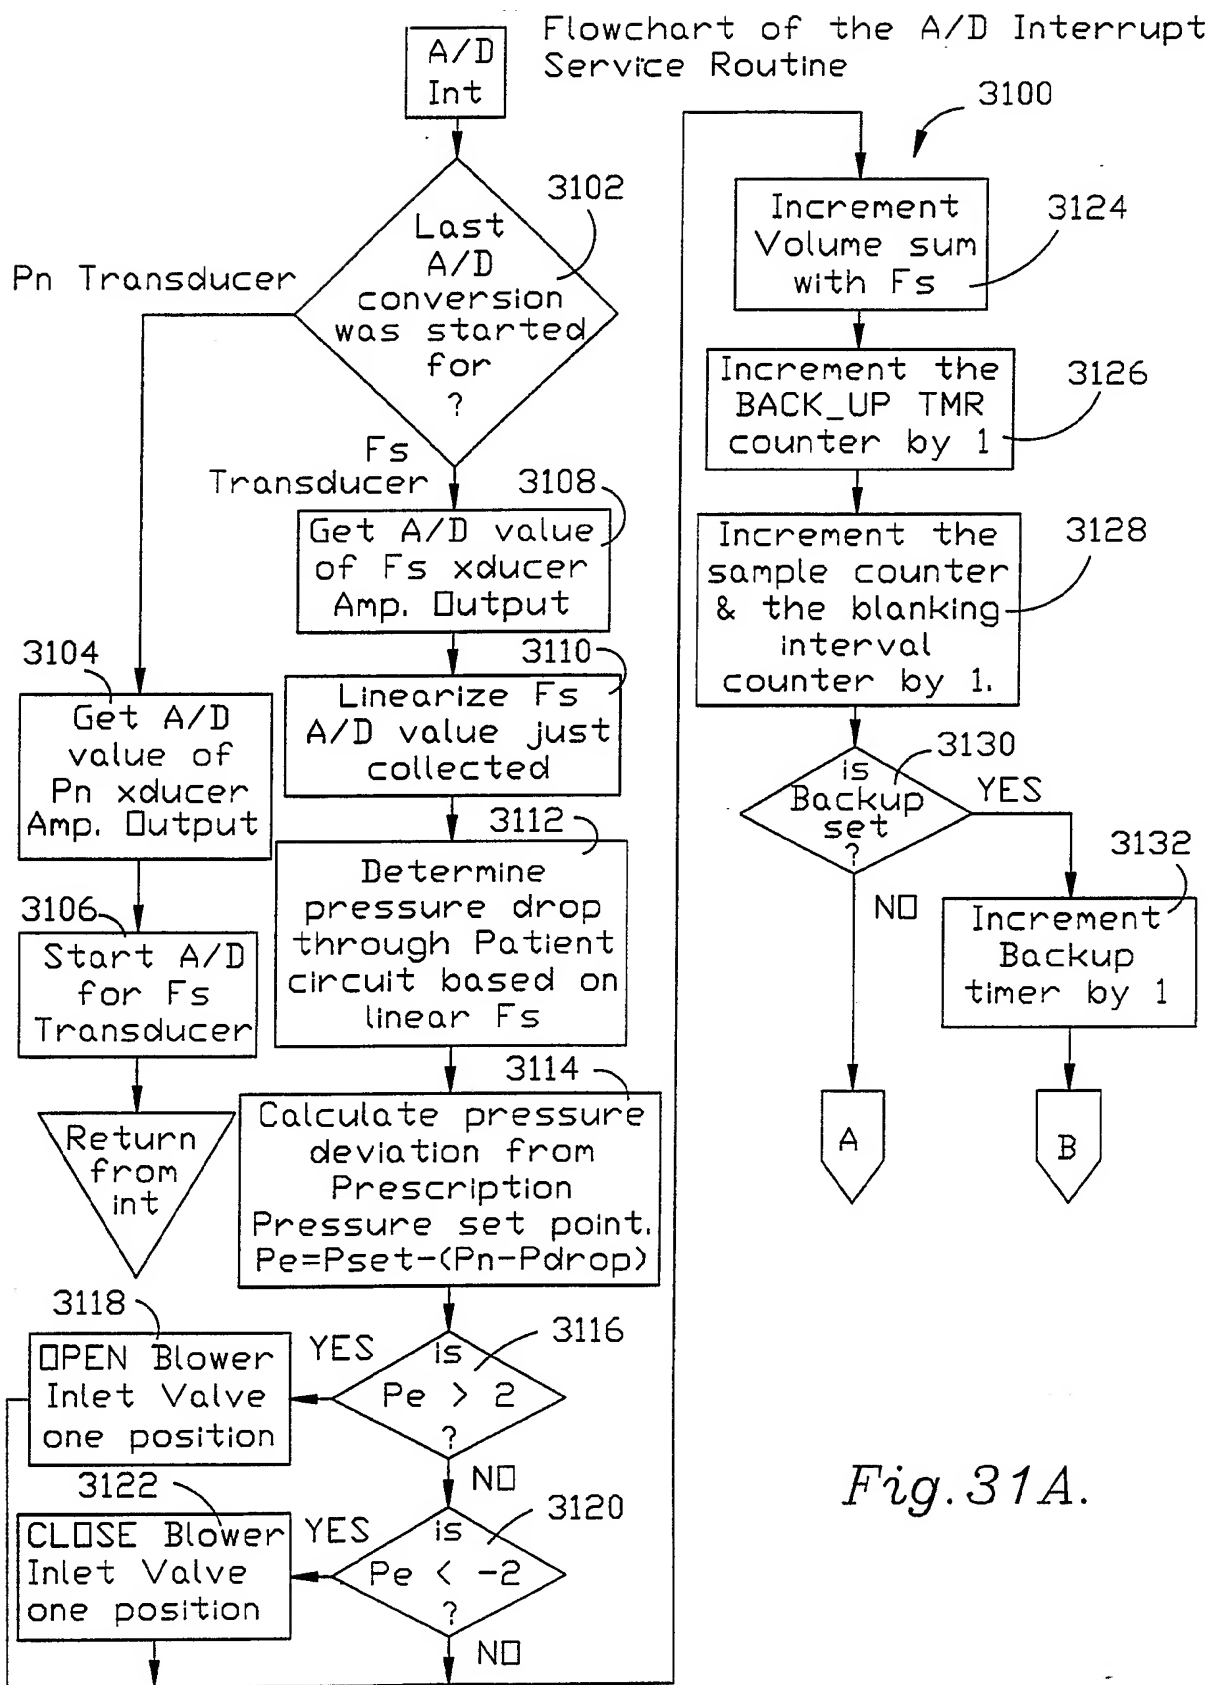 Flowchart of the A/D Interrupt
Service Routine
A/D
Int
3100
3102
Last
A/D
conversion
was started
for
?
Pn Transducer
Fs
Transducer
3104
Get A/D
value of
Pn xducer
Amp. Output
3106
Start A/D
for Fs
Transducer
Return
from
int
3108
Get A/D value
of Fs xducer
Amp. Output
3110
Linearize Fs
A/D value just
collected
3112
Determine
pressure drop
through Patient
circuit based on
linear Fs
3114
Calculate pressure
deviation from
Prescription
Pressure set point.
Pe=Pset-(Pn-Pdrop)
3116
is
Pe > 2
?
YES
NO
3118
OPEN Blower
Inlet Valve
one position
3120
is
Pe < -2
?
YES
NO
3122
CLOSE Blower
Inlet Valve
one position
3124
Increment
Volume sum
with Fs
3126
Increment the
BACK_UP TMR
counter by 1
3128
Increment the
sample counter
& the blanking
interval
counter by 1.
3130
is
Backup
set
?
YES
NO
3132
Increment
Backup
timer by 1
A
B
Fig.31A.